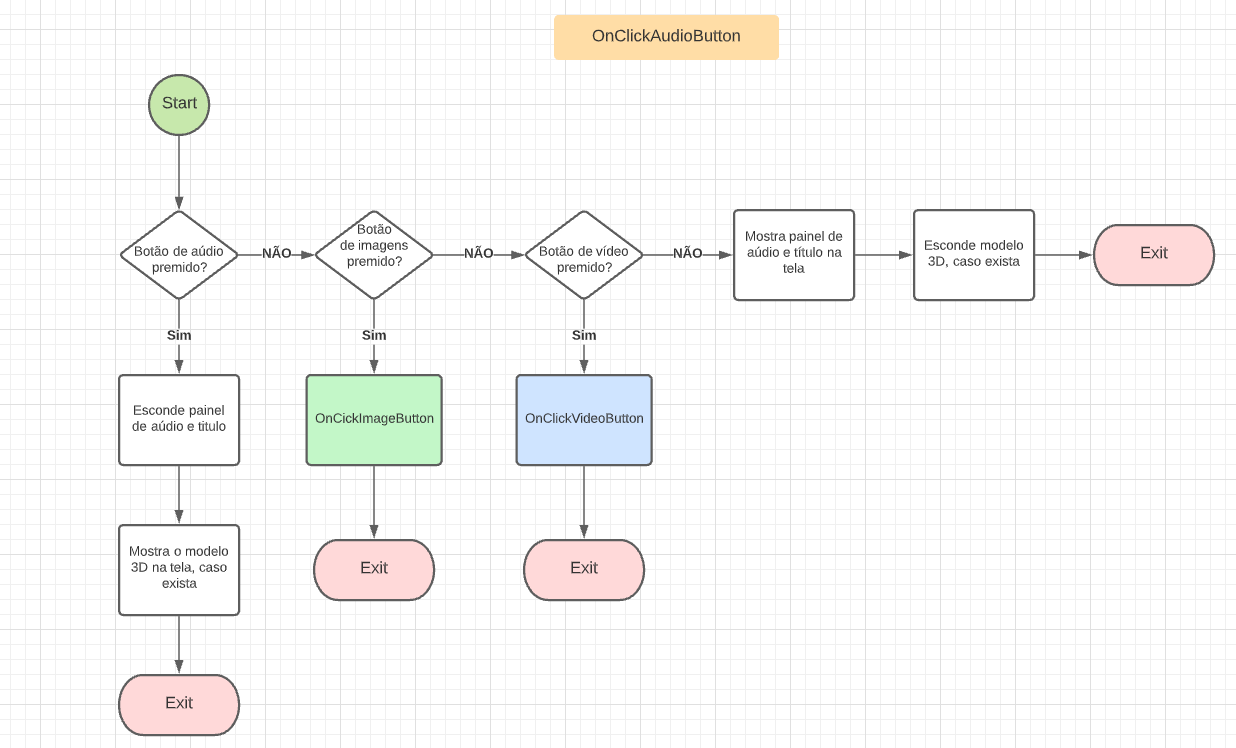 OnClickAudioButton
Start
Botão de aúdio
premido?
NÃO
Botão
de imagens
premido?
NÃO
Botão de vídeo
premido?
NÃO
Mostra painel de
aúdio e título na
tela
Esconde modelo
3D, caso exista
Exit
Sim
Sim
Sim
Esconde painel
de aúdio e titulo
OnCickImageButton
OnClickVideoButton
Mostra o modelo
3D na tela, caso
exista
Exit
Exit
Exit